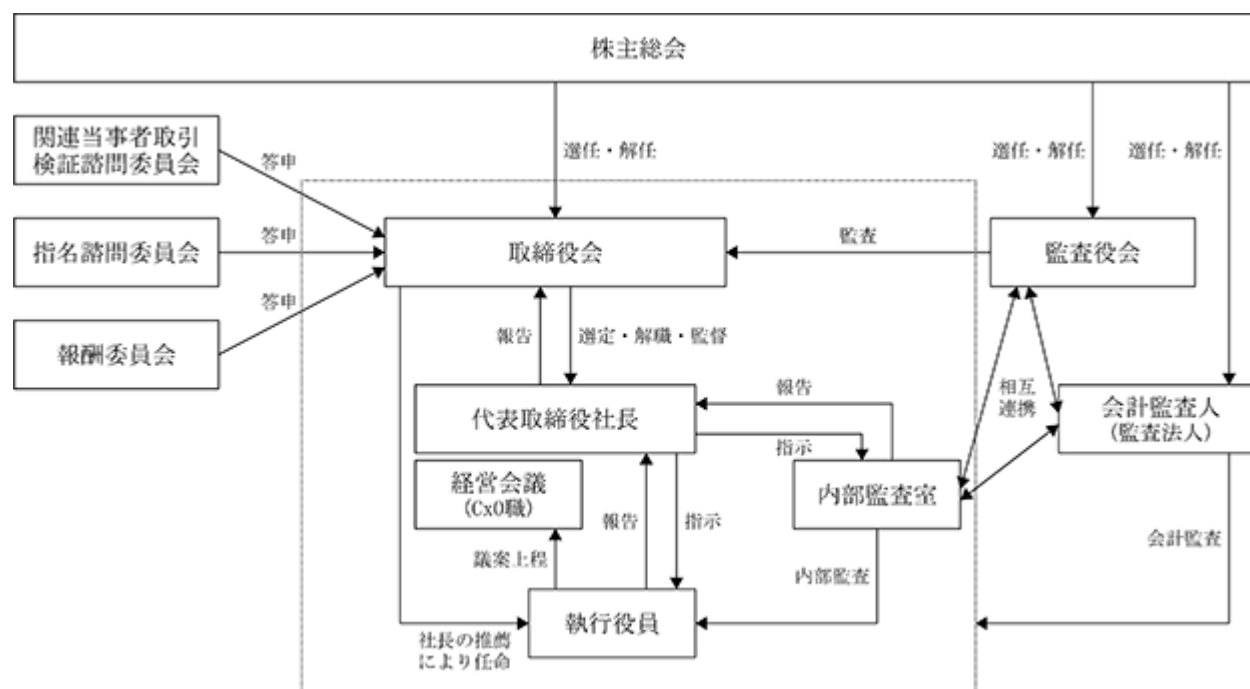 株主総会
関連当事者取引
検証諮問委員会
答申
選任・解任
選任・解任
選任・解任
指名諮問委員会
答申
取締役会
監査
監査役会
報酬委員会
答申
報告
選定・解職・監督
代表取締役社長
報告
指示
相互
連携
会計監査人
(監査法人)
経営会議
(CxO職)
報告
指示
内部監査室
議案上程
内部監査
会計監査
執行役員
社長の推薦
により任命